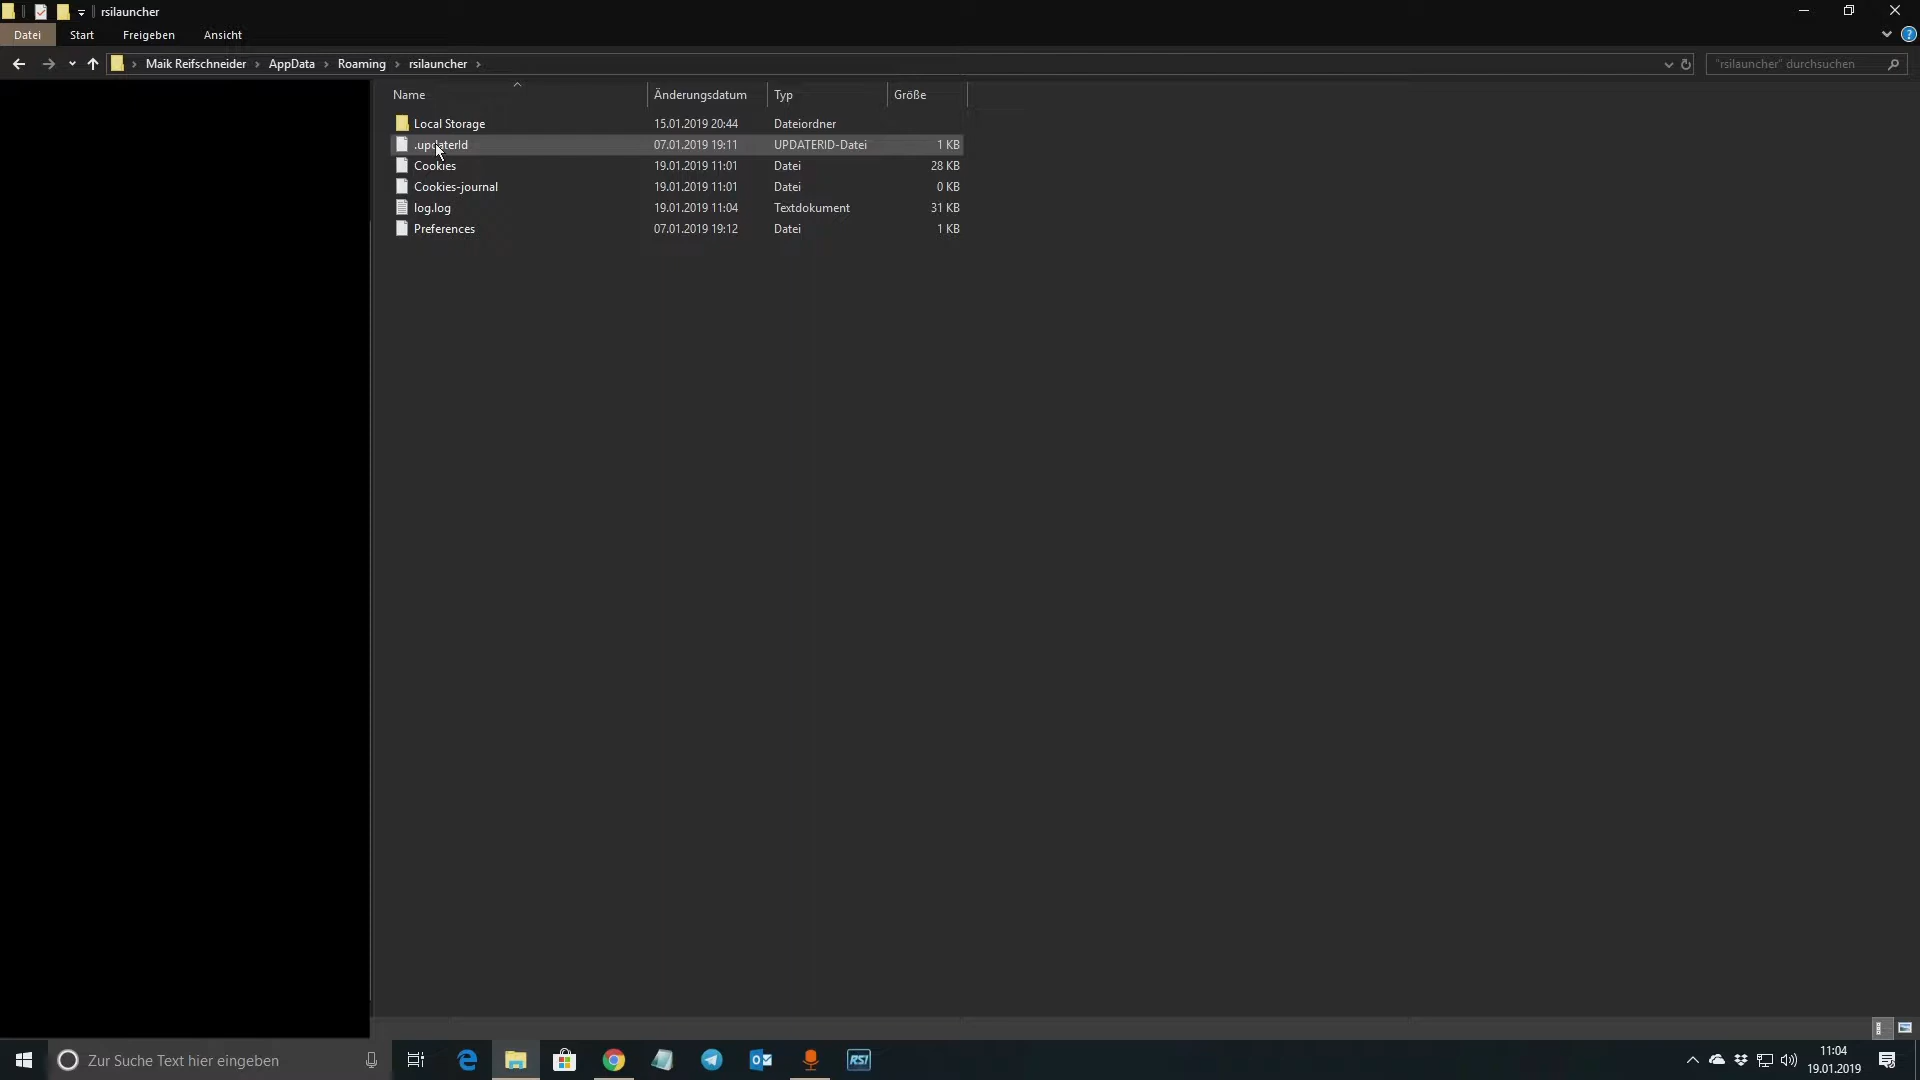 rsilauncher
Datei Start Freigeben Ansicht
Maik Reifschneider AppData Roaming rsilauncher
"rsilauncher" durchsuchen
Name Änderungsdatum Typ Größe
Local Storage 15.01.2019 20:44 Dateiordner
.updaterId 07.01.2019 19:11 UPDATERID-Datei 1 KB
Cookies 19.01.2019 11:01 Datei 28 KB
Cookies-journal 19.01.2019 11:01 Datei 0 KB
log.log 19.01.2019 11:04 Textdokument 31 KB
Preferences 07.01.2019 19:12 Datei 1 KB
Zur Suche Text hier eingeben
RSI
11:04
19.01.2019